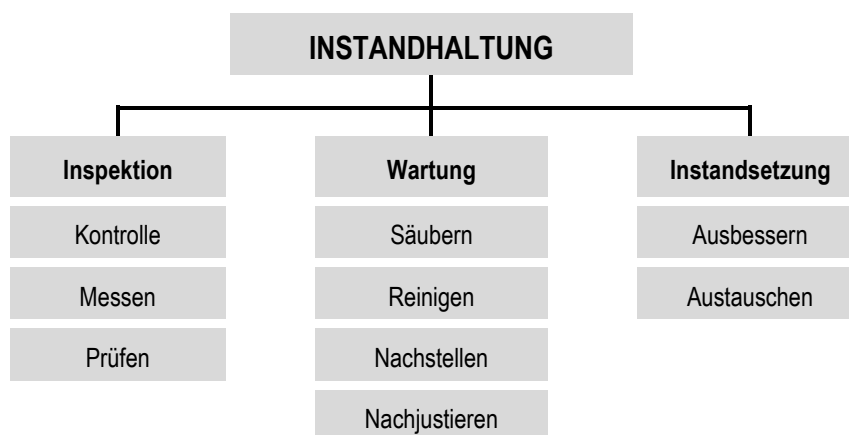 INSTANDHALTUNG
Inspektion
Kontrolle
Messen
Prüfen
Wartung
Säubern
Reinigen
Nachstellen
Nachjustieren
Instandsetzung
Ausbessern
Austauschen